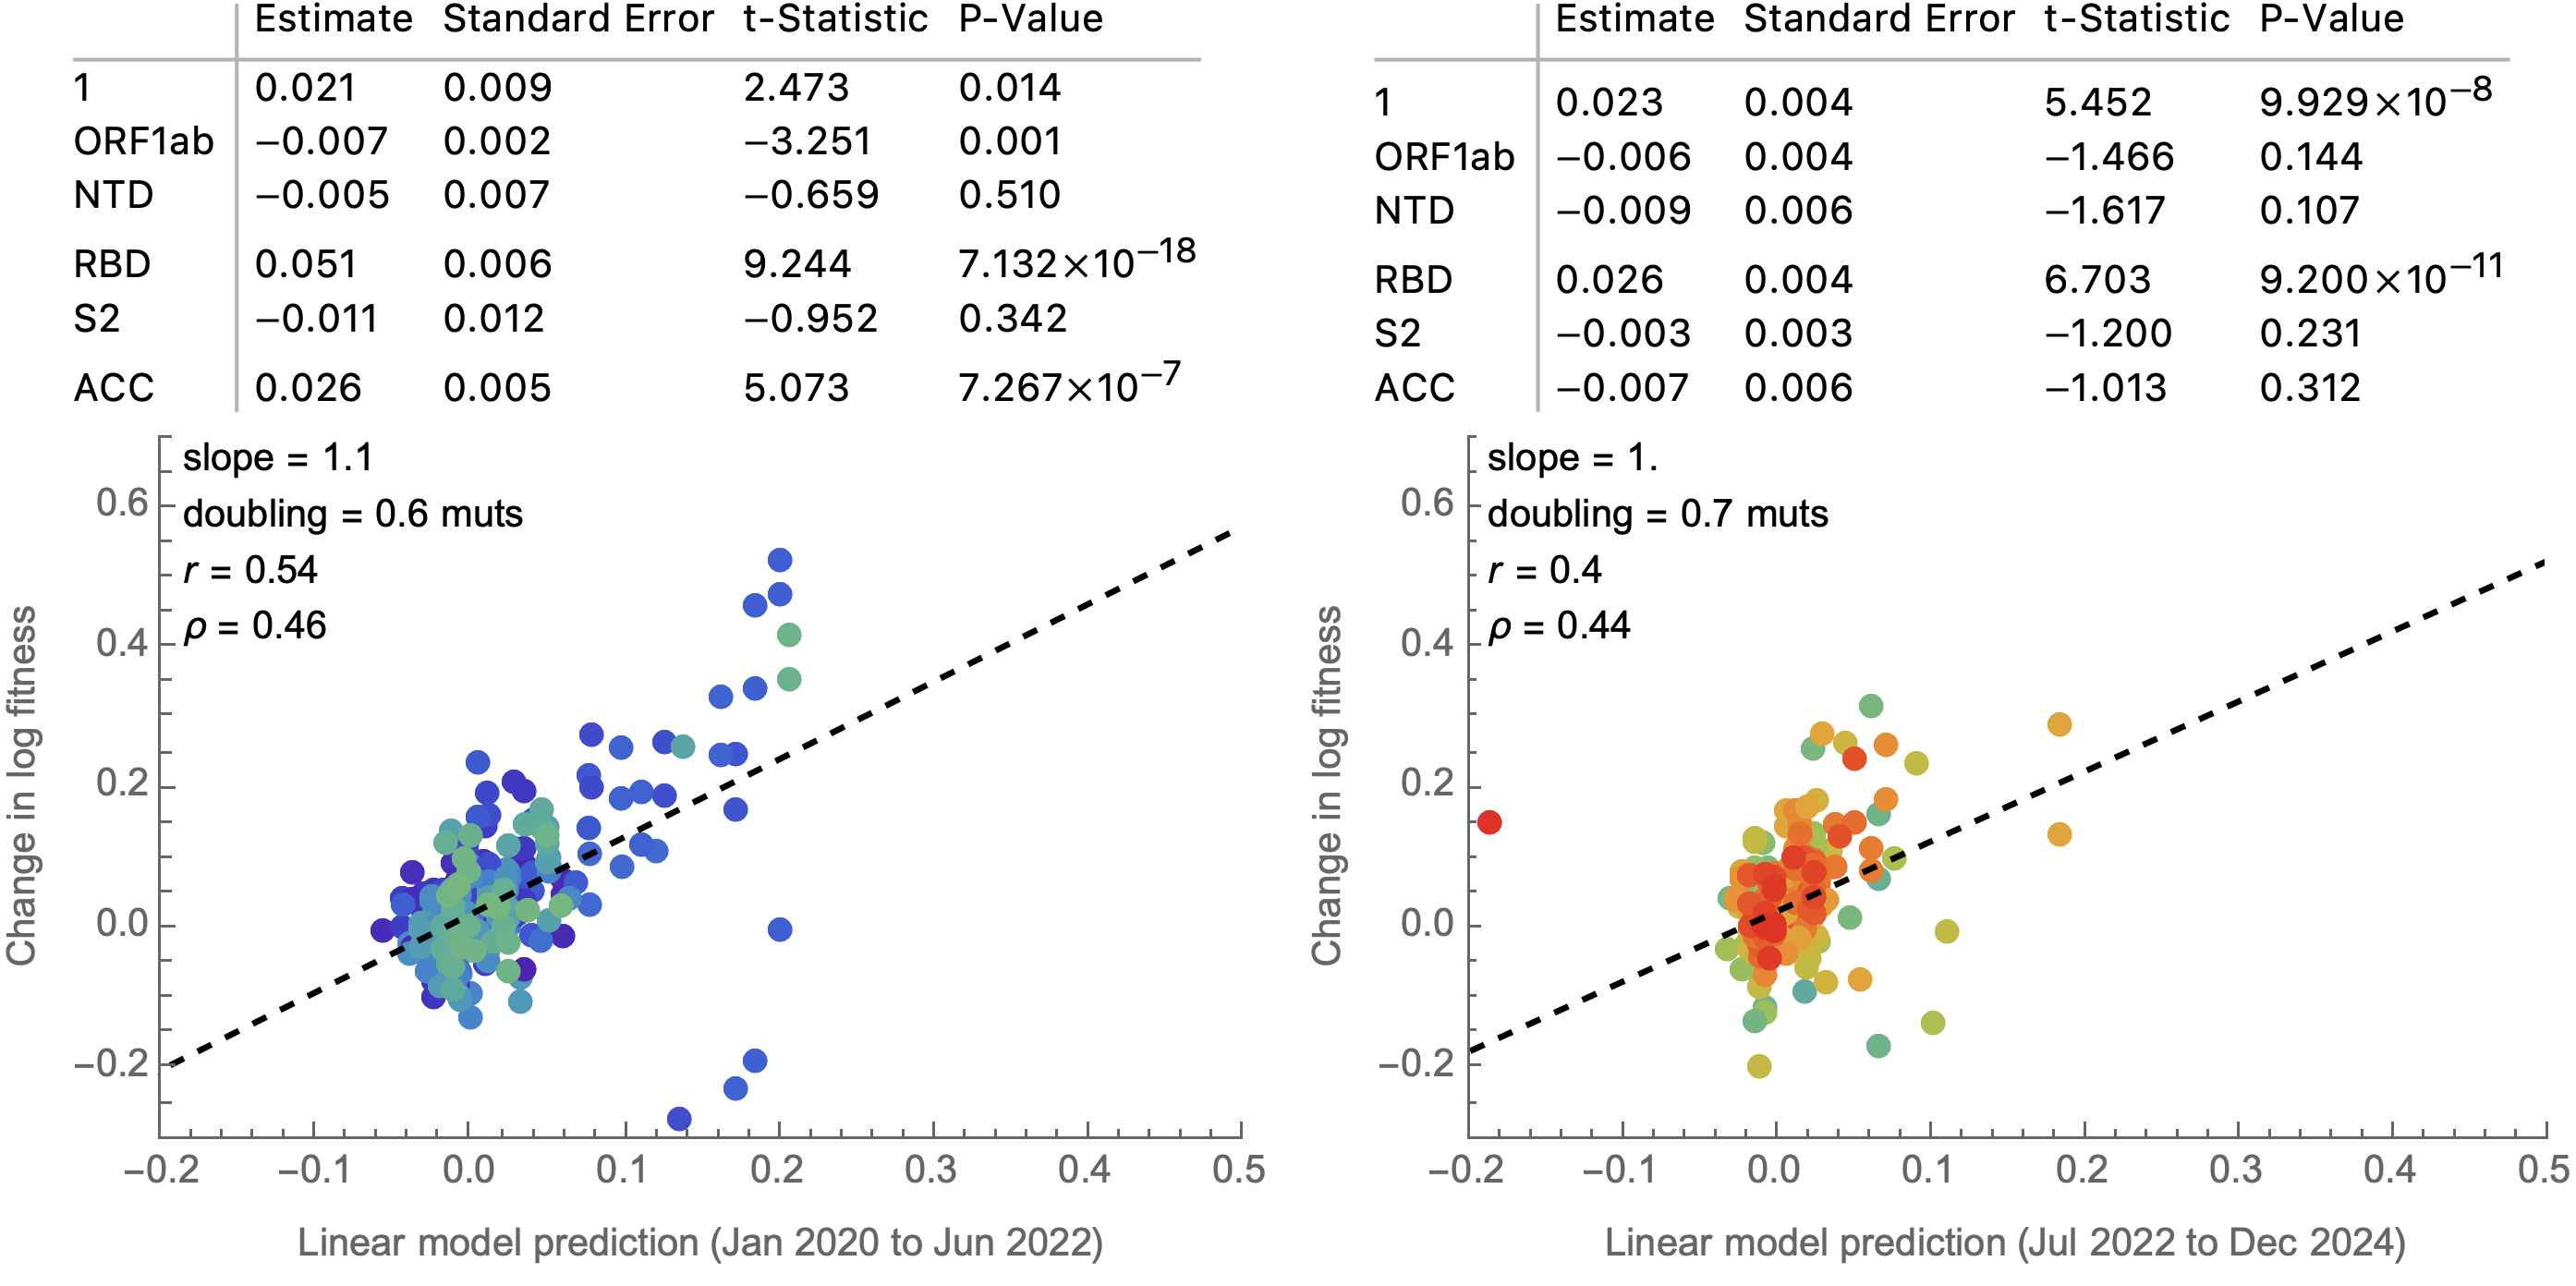 Estimate Standard Error t-Statistic P-Value
1 0.021 0.009 2.473 0.014
ORF1ab −0.007 0.002 −3.251 0.001
NTD −0.005 0.007 −0.659 0.510
RBD 0.051 0.006 9.244 7.132×10⁻¹⁸
S2 −0.011 0.012 −0.952 0.342
ACC 0.026 0.005 5.073 7.267×10⁻⁷
slope = 1.1
doubling = 0.6 muts
r = 0.54
ρ = 0.46
Change in log fitness
0.6
0.4
0.2
0.0
−0.2
−0.2 −0.1 0.0 0.1 0.2 0.3 0.4 0.5
Linear model prediction (Jan 2020 to Jun 2022)
Estimate Standard Error t-Statistic P-Value
1 0.023 0.004 5.452 9.929×10⁻⁸
ORF1ab −0.006 0.004 −1.466 0.144
NTD −0.009 0.006 −1.617 0.107
RBD 0.026 0.004 6.703 9.200×10⁻¹¹
S2 −0.003 0.003 −1.200 0.231
ACC −0.007 0.006 −1.013 0.312
slope = 1.
doubling = 0.7 muts
r = 0.4
ρ = 0.44
Change in log fitness
0.6
0.4
0.2
0.0
−0.2
−0.2 −0.1 0.0 0.1 0.2 0.3 0.4 0.5
Linear model prediction (Jul 2022 to Dec 2024)